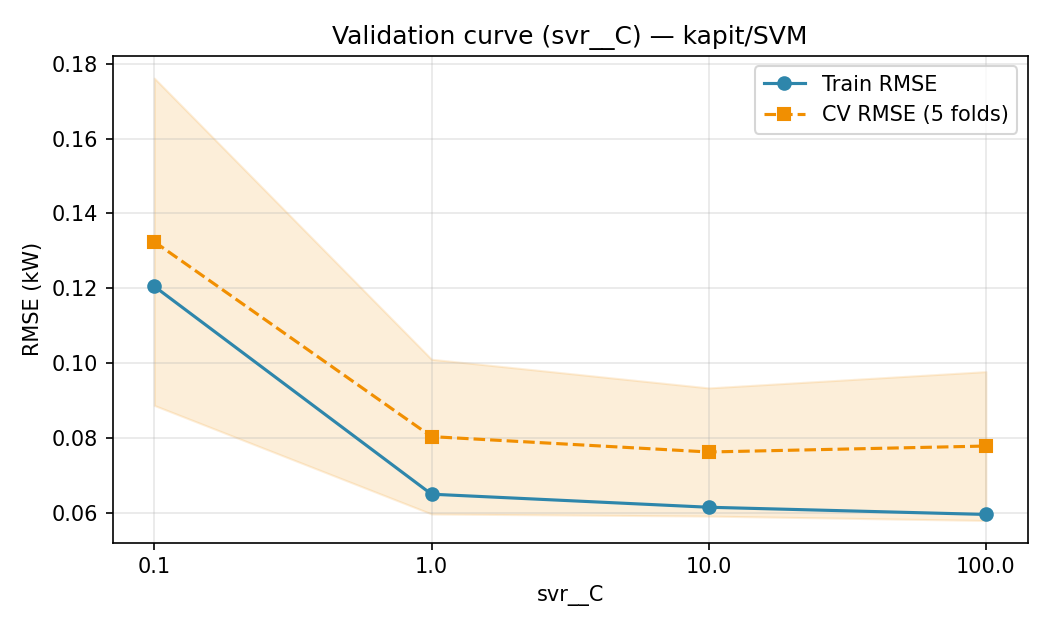 Validation curve (svr__C) — kapit/SVM
Train RMSE
CV RMSE (5 folds)
RMSE (kW)
0.18
0.16
0.14
0.12
0.10
0.08
0.06
0.1
1.0
10.0
100.0
svr__C